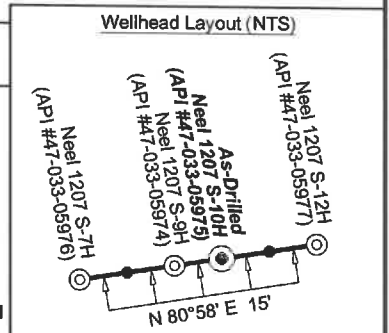 Wellhead Layout (NTS)
Neel 1207 S-7H
(API #47-033-05976)
Neel 1207 S-9H
(API #47-033-05974)
As-Drilled
Neel 1207 S-10H
(API #47-033-05975)
Neel 1207 S-12H
(API #47-033-05977)
N 80°58' E 15'